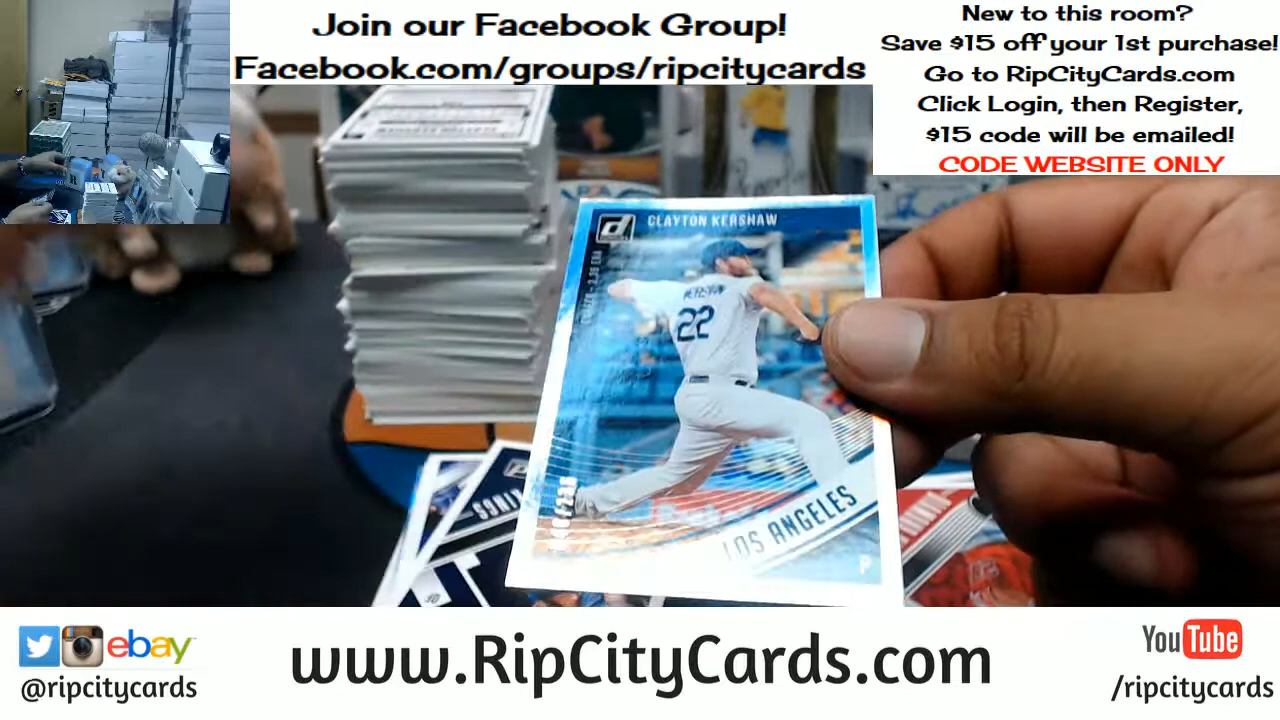 Join our Facebook Group!
Facebook.com/groups/ripcitycards
New to this room?
Save $15 off your 1st purchase!
Go to RipCityCards.com
Click Login, then Register,
$15 code will be emailed!
CODE WEBSITE ONLY
CLAYTON KERSHAW
KERSHAW
22
LOS ANGELES
P
ebay
@ripcitycards
www.RipCityCards.com
YouTube
/ripcitycards